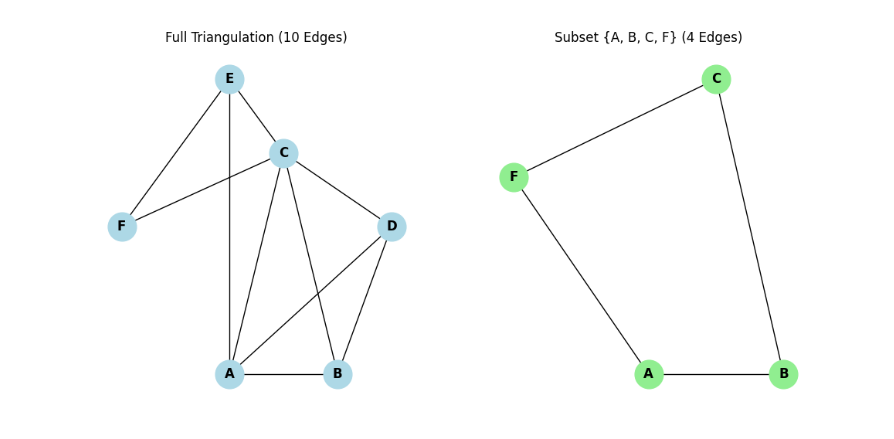 Full Triangulation (10 Edges)
E
C
F
D
A
B
Subset {A, B, C, F} (4 Edges)
C
F
A
B